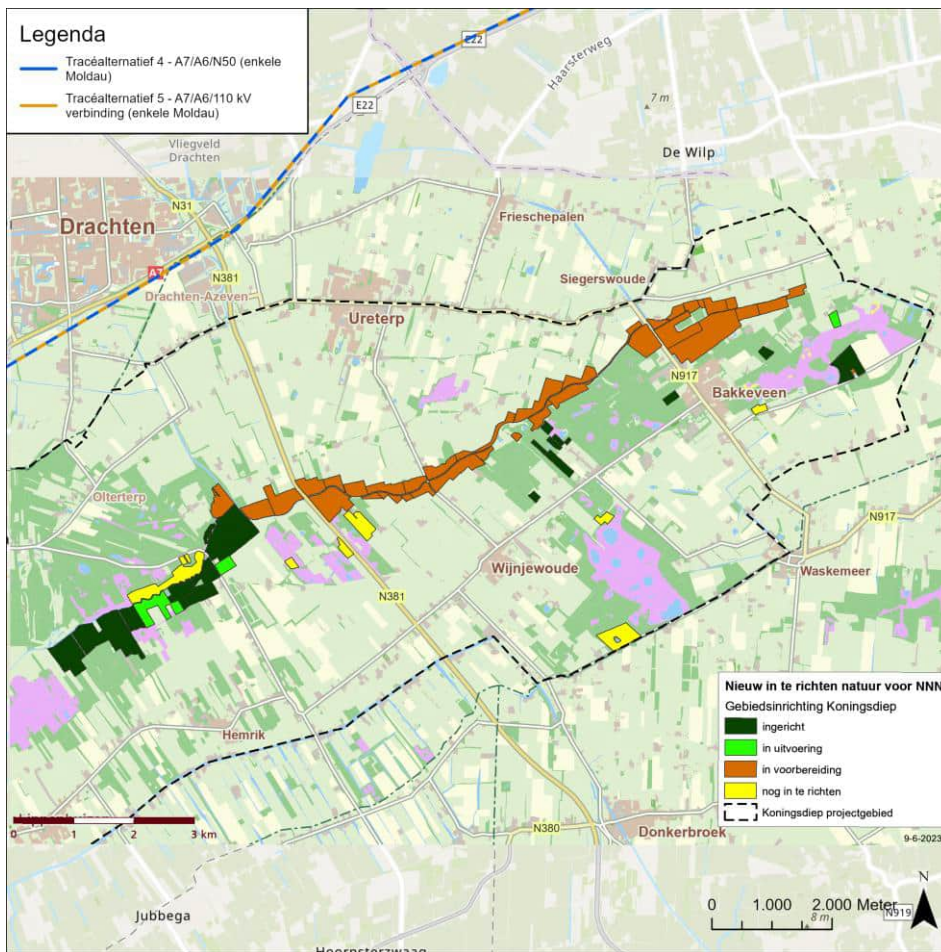 Legenda
Tracéalternatief 4 - A7/A6/N50 (enkele
Moldau)
Tracéalternatief 5 - A7/A6/110 kV
verbinding (enkele Moldau)
E22
Haarsterweg
E22
7 m
Vliegveld
Drachten
De Wilp
N31
Drachten
Frieschepalen
A7
N381
Siegerswoude
Drachten-Azeven
Ureterp
N917
Bakkeveen
Olterterp
N917
Wijnjewoude
Waskemeer
N381
Hemrik
Nieuw in te richten natuur voor NNN
Gebiedsinrichting Koningsdiep
ingericht
in uitvoering
in voorbereiding
nog in te richten
Koningsdiep projectgebied
0 1 2 3 km
N380
Donkerbroek
9-6-2023
N
Jubbega
0 1.000 2.000 Meter
8 m
N919